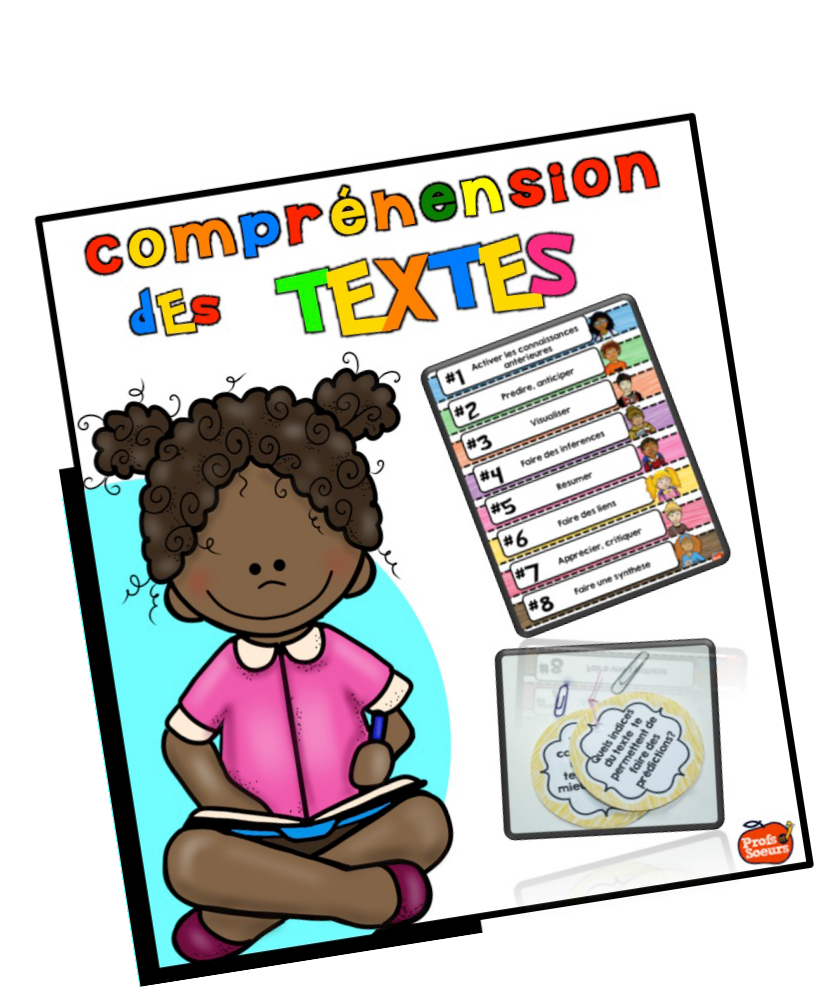 compréhension
dEs TEXTES
#1 Activer les connaissances
antérieures
#2 Prédire, anticiper
#3 Visualiser
#4 Faire des inférences
#5 Résumer
#6 Faire des liens
#7 Apprécier, critiquer
#8 Faire une synthèse
#8
Quels indices
du texte te
permettent de
faire des
prédictions?
Profs
Soeurs